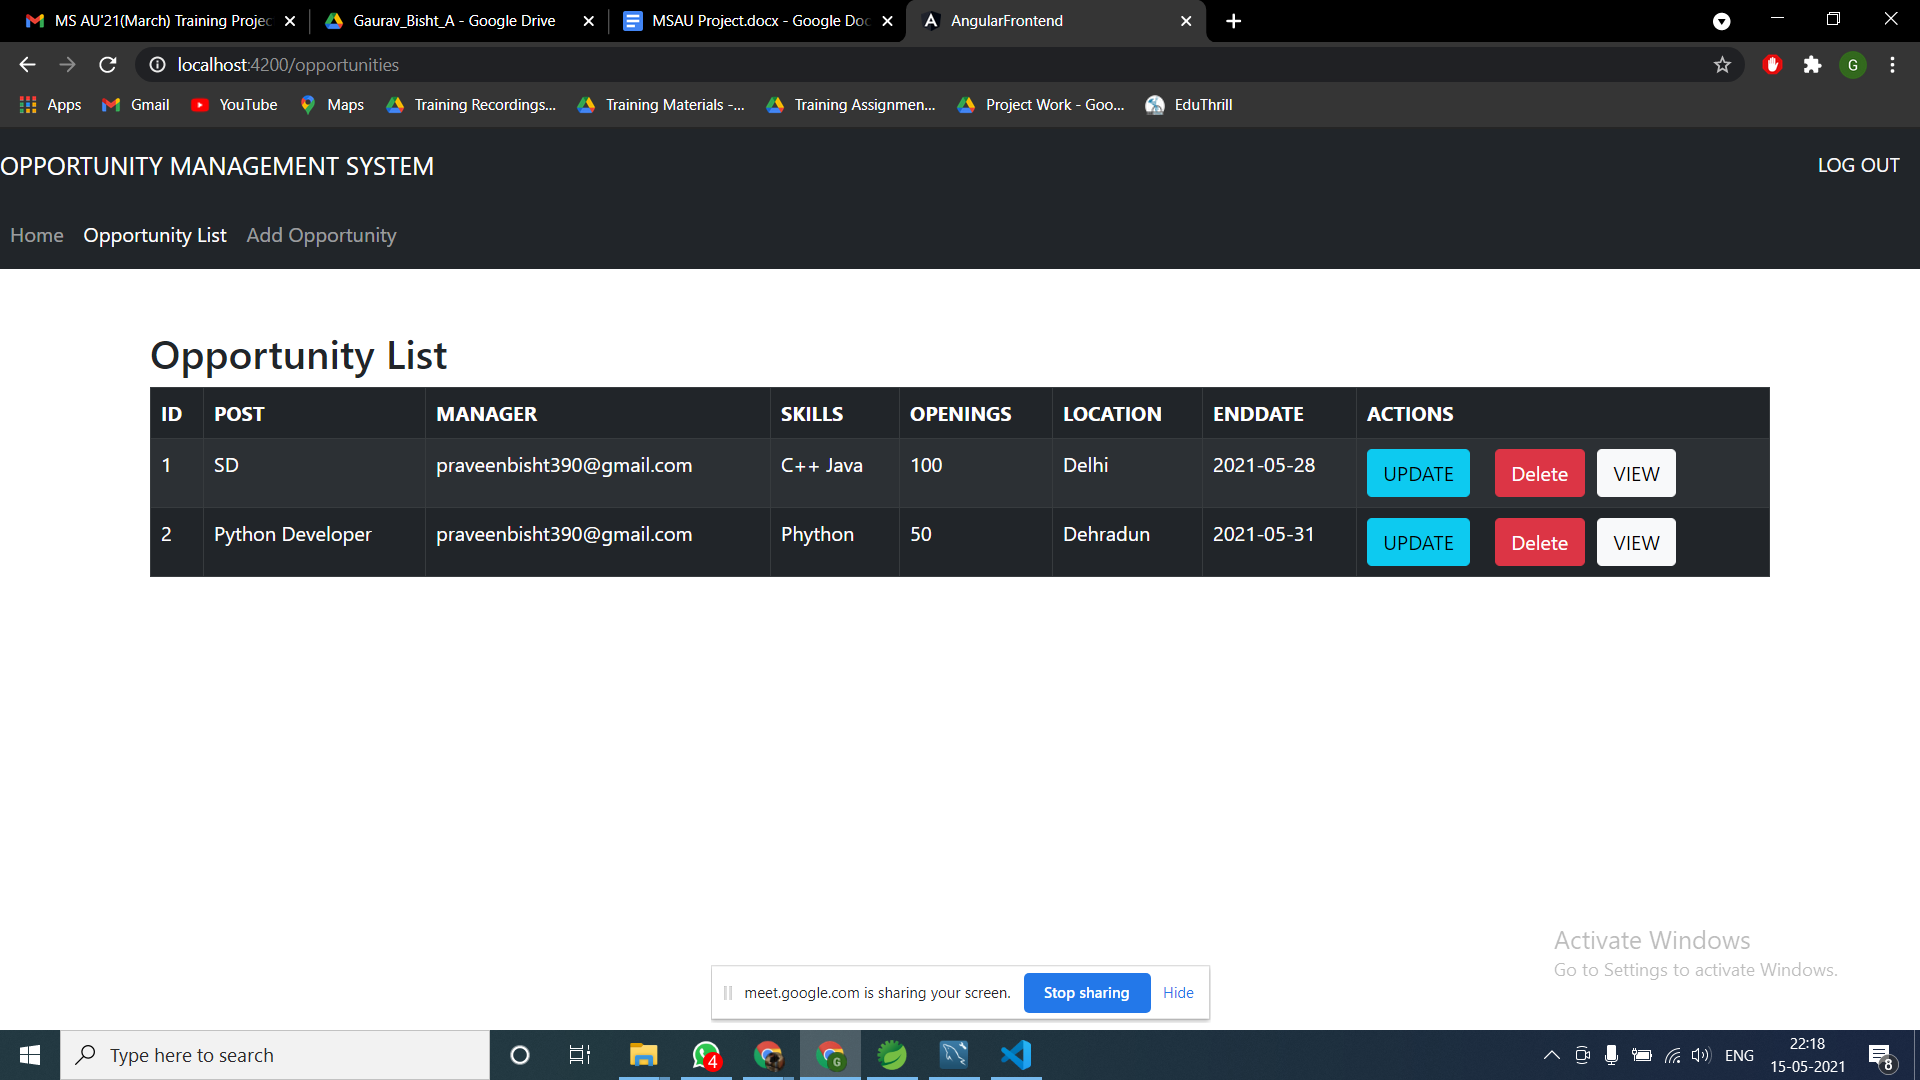 MS AU'21(March) Training Projec
Gaurav_Bisht_A - Google Drive
MSAU Project.docx - Google Doc
AngularFrontend
localhost:4200/opportunities
G
Apps
Gmail
YouTube
Maps
Training Recordings...
Training Materials -...
Training Assignmen...
Project Work - Goo...
EduThrill
OPPORTUNITY MANAGEMENT SYSTEM
LOG OUT
Home
Opportunity List
Add Opportunity
Opportunity List
ID POST MANAGER SKILLS OPENINGS LOCATION ENDDATE ACTIONS
1 SD praveenbisht390@gmail.com C++ Java 100 Delhi 2021-05-28 UPDATE Delete VIEW
2 Python Developer praveenbisht390@gmail.com Phython 50 Dehradun 2021-05-31 UPDATE Delete VIEW
Activate Windows
Go to Settings to activate Windows.
meet.google.com is sharing your screen.
Stop sharing
Hide
Type here to search
4
G
ENG
22:18
15-05-2021
8